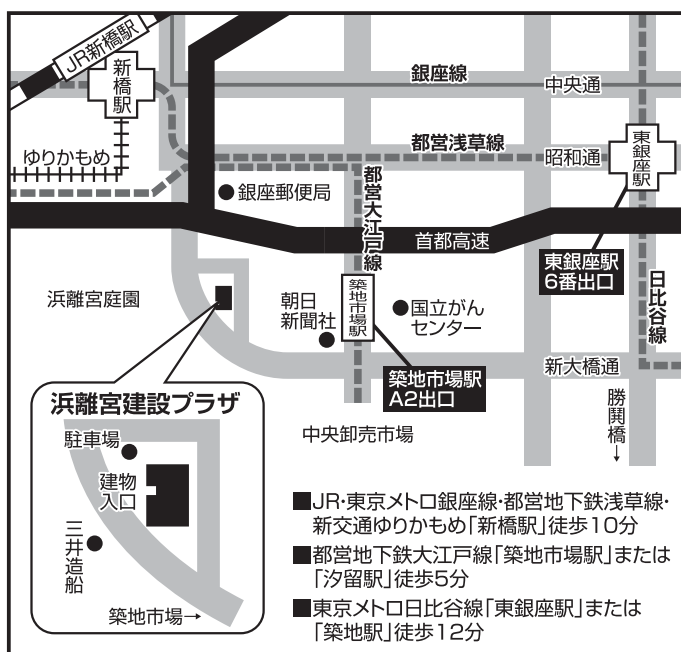 JR新橋駅
新橋駅
銀座線
中央通
ゆりかもめ
都営浅草線
昭和通
東銀座駅
銀座郵便局
都営大江戸線
首都高速
東銀座駅
6番出口
日比谷線
浜離宮庭園
朝日
新聞社
築地市場駅
国立がん
センター
新大橋通
築地市場駅
A2出口
勝鬨橋→
中央卸売市場
浜離宮建設プラザ
駐車場
建物
入口
三井造船
築地市場→
■JR・東京メトロ銀座線・都営地下鉄浅草線・
新交通ゆりかもめ「新橋駅」徒歩10分
■都営地下鉄大江戸線「築地市場駅」または
「汐留駅」徒歩5分
■東京メトロ日比谷線「東銀座駅」または
「築地駅」徒歩12分